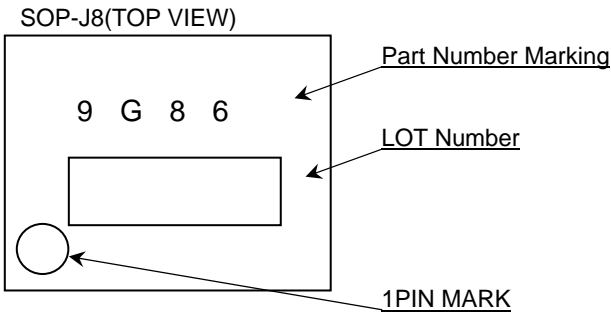 SOP-J8(TOP VIEW)
Part Number Marking
9 G 8 6
LOT Number
1PIN MARK